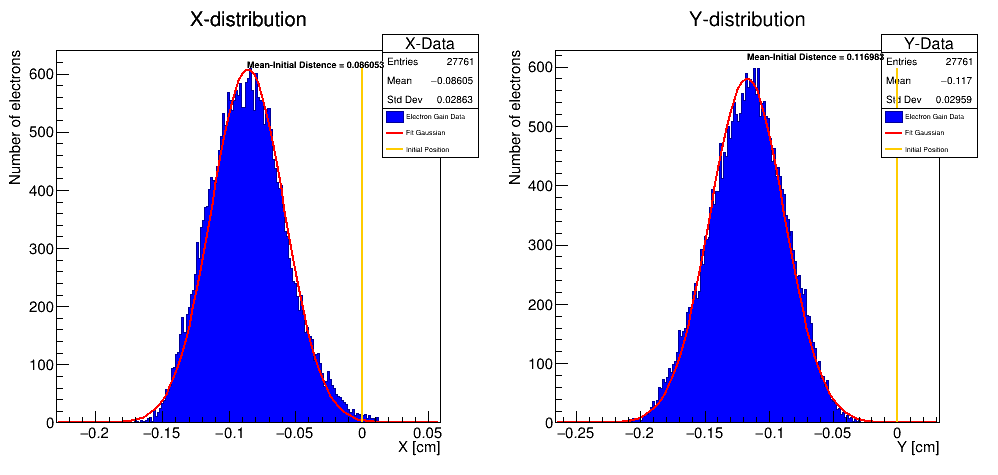 X-distribution
Number of electrons
Mean-Initial Distence = 0.086053
X-Data
Entries 27761
Mean −0.08605
Std Dev 0.02863
Electron Gain Data
Fit Gaussian
Initial Position
600
500
400
300
200
100
0
−0.2 −0.15 −0.1 −0.05 0 0.05
X [cm]
Y-distribution
Number of electrons
Mean-Initial Distance = 0.116983
Y-Data
Entries 27761
Mean −0.117
Std Dev 0.02959
Electron Gain Data
Fit Gaussian
Initial Position
600
500
400
300
200
100
0
−0.25 −0.2 −0.15 −0.1 −0.05 0
Y [cm]